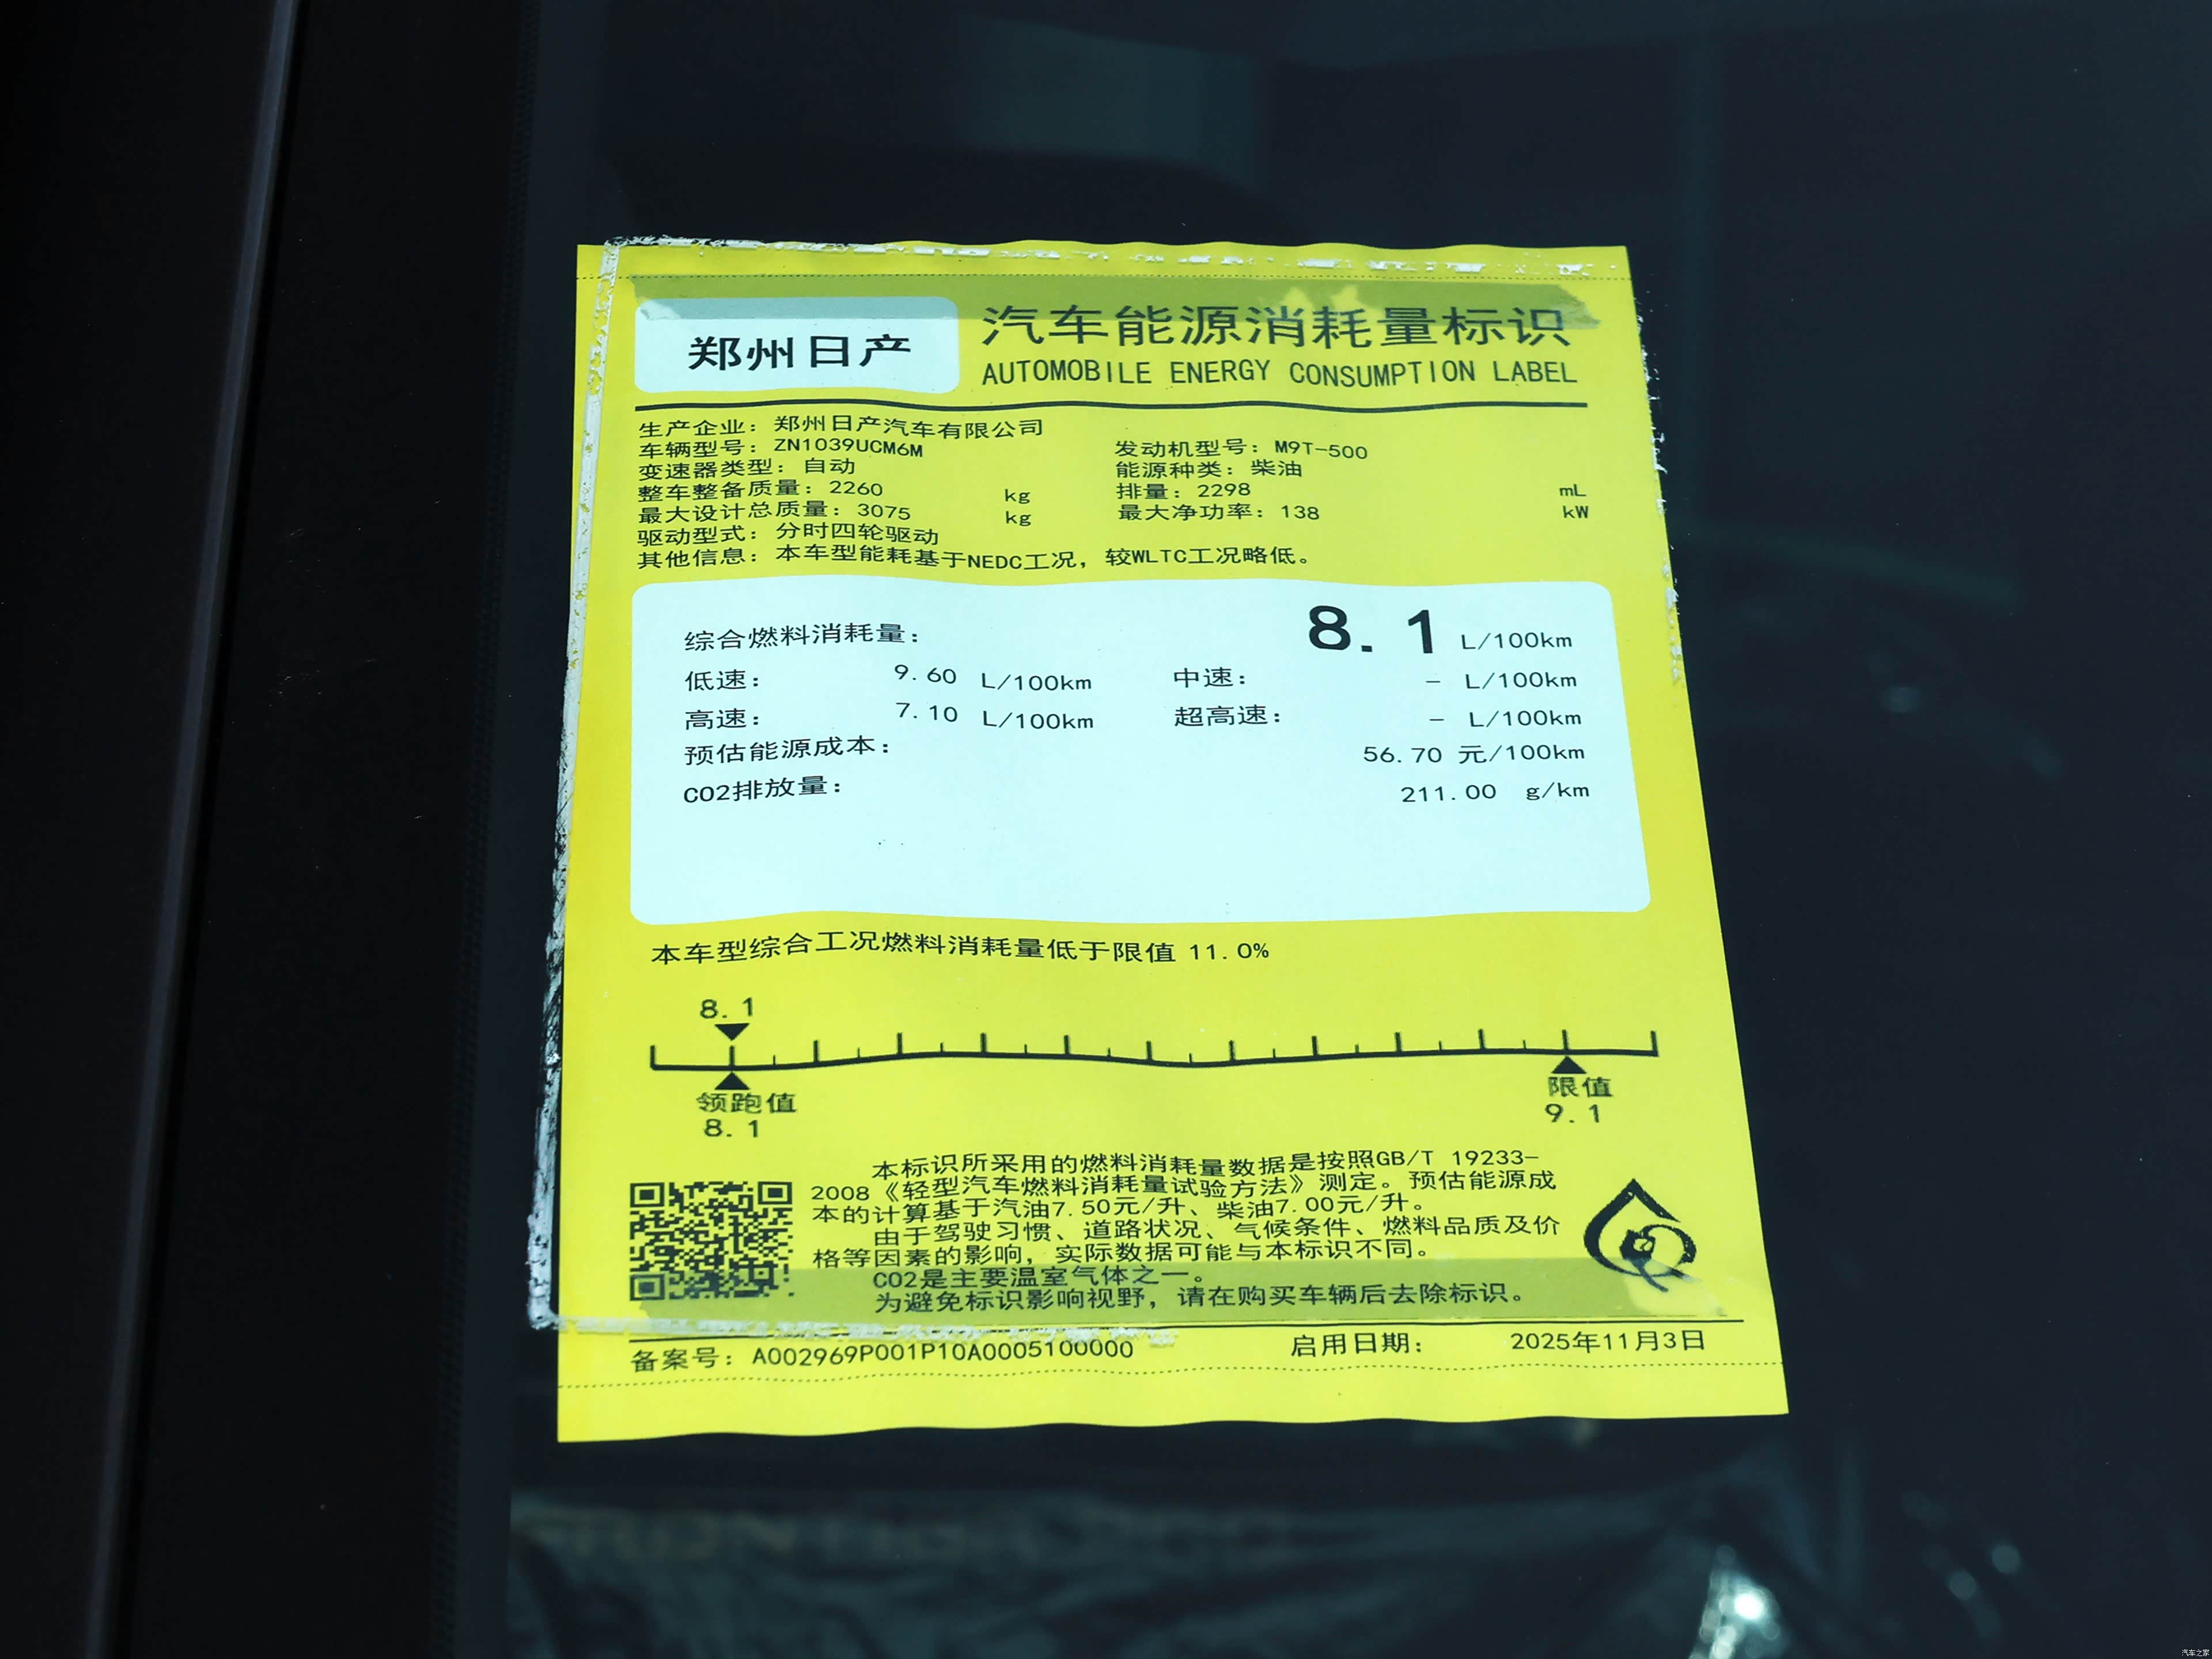 郑州日产
汽车能源消耗量标识
AUTOMOBILE ENERGY CONSUMPTION LABEL
生产企业：郑州日产汽车有限公司
车辆型号：ZN1039UCM6M 发动机型号：M9T-500
变速器类型：自动 能源种类：柴油
整车整备质量：2260 kg 排量：2298 mL
最大设计总质量：3075 kg 最大净功率：138 kW
驱动型式：分时四轮驱动
其他信息：本车型能耗基于NEDC工况，较WLTC工况略低。
综合燃料消耗量： 8.1 L/100km
低速： 9.60 L/100km 中速： - L/100km
高速： 7.10 L/100km 超高速： - L/100km
预估能源成本： 56.70 元/100km
CO2排放量： 211.00 g/km
本车型综合工况燃料消耗量低于限值 11.0%
8.1
领跑值 限值
8.1 9.1
本标识所采用的燃料消耗量数据是按照GB/T 19233-
2008《轻型汽车燃料消耗量试验方法》测定。预估能源成
本的计算基于汽油7.50元/升、柴油7.00元/升。
由于驾驶习惯、道路状况、气候条件、燃料品质及价
格等因素的影响，实际数据可能与本标识不同。
CO2是主要温室气体之一。
为避免标识影响视野，请在购买车辆后去除标识。
备案号：A002969P001P10A0005100000 启用日期： 2025年11月3日
汽车之家